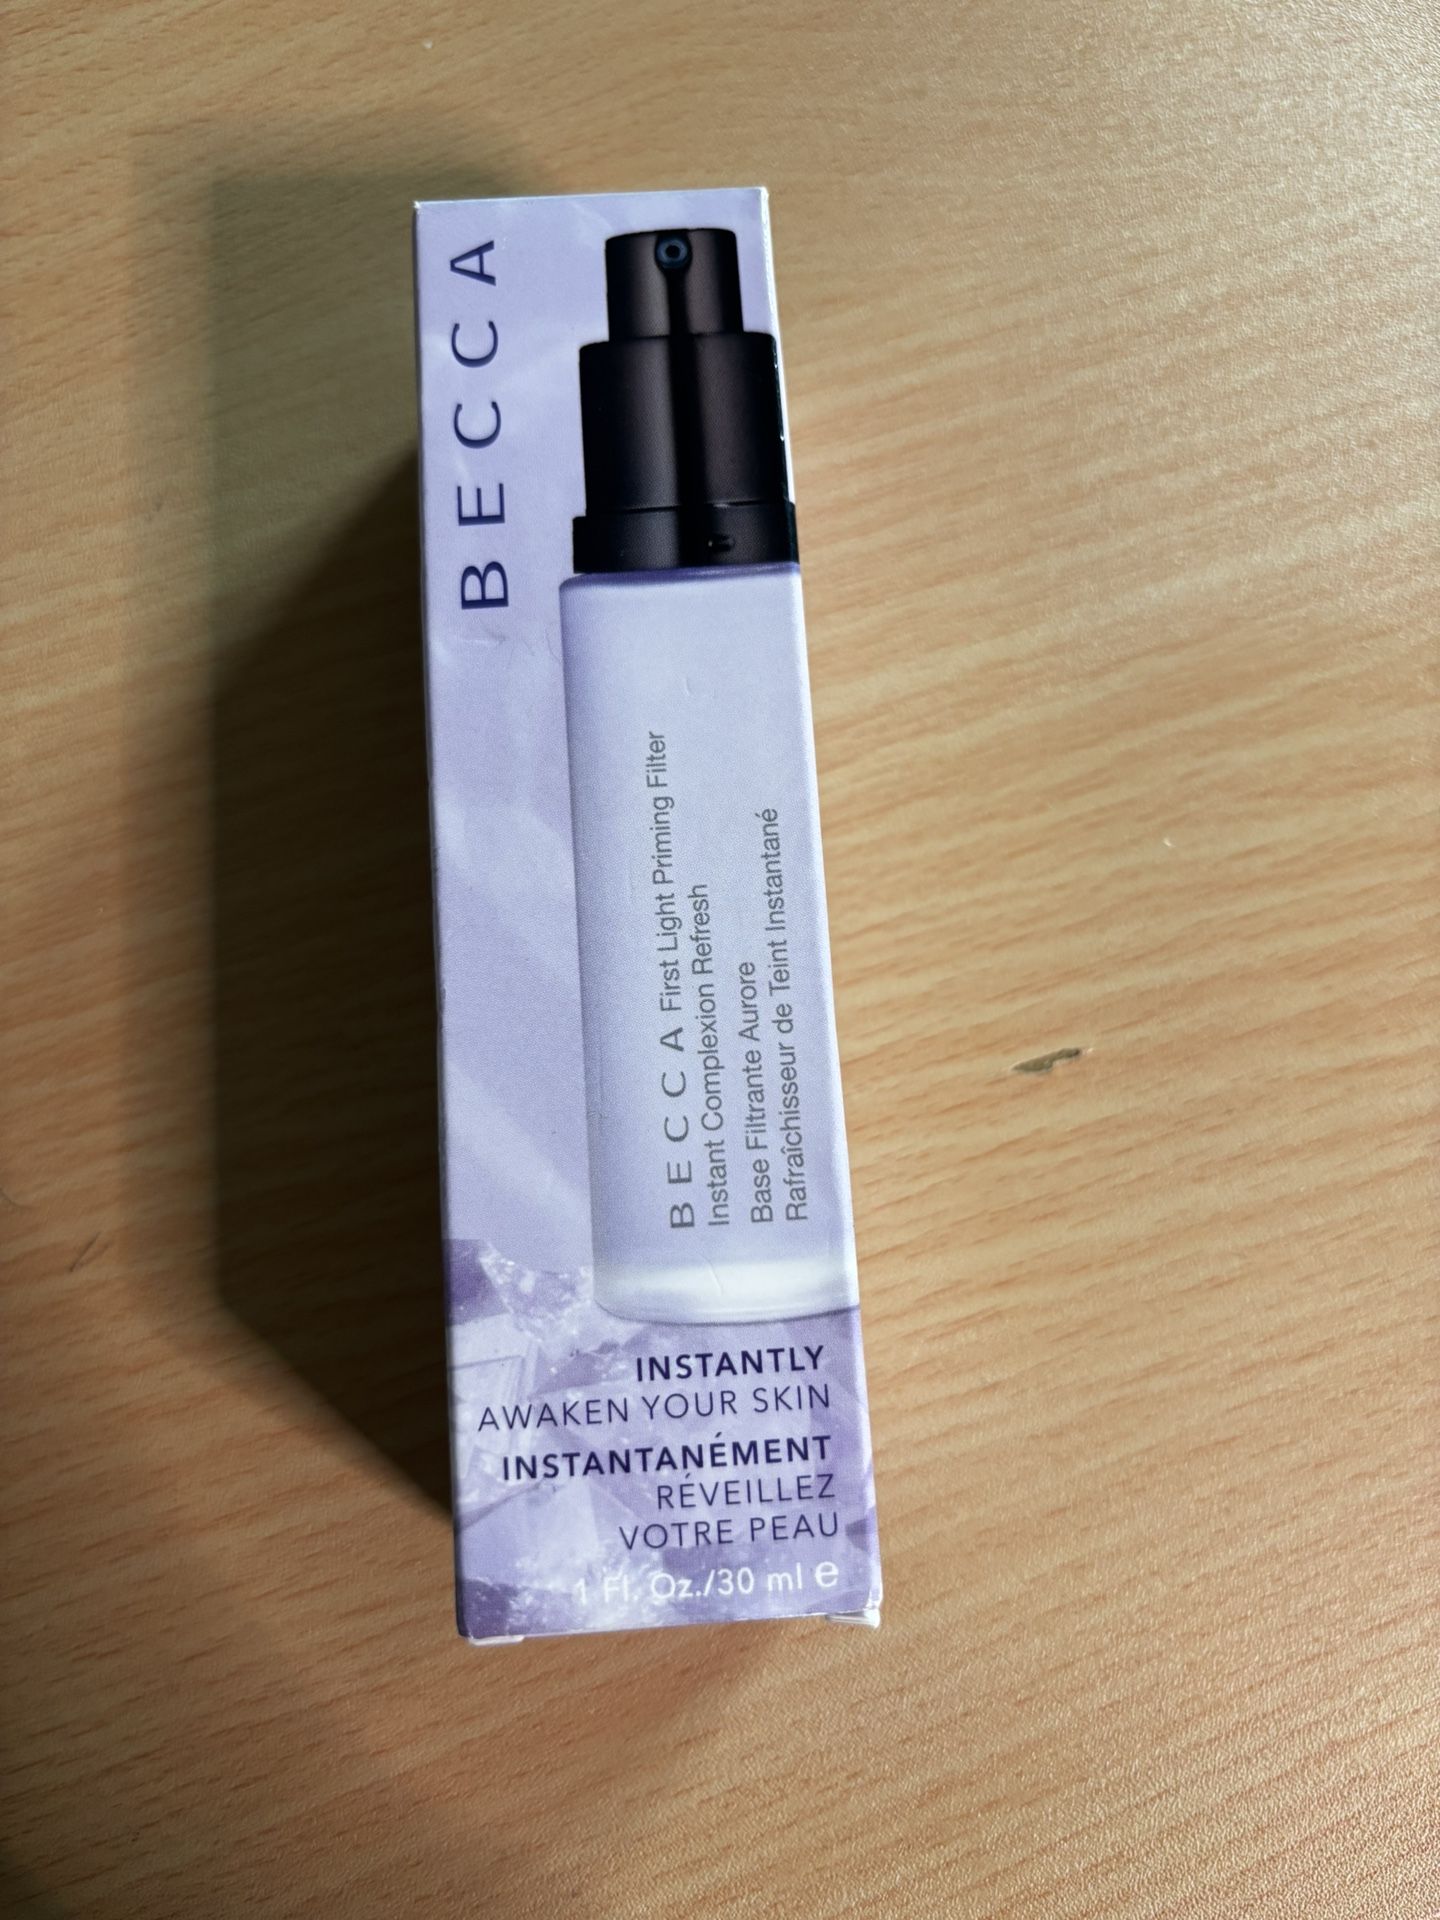 BECCA
BECCA First Light Priming Filter
Instant Complexion Refresh
Base Filtrante Aurore
Rafraîchisseur de Teint Instantané
INSTANTLY
AWAKEN YOUR SKIN
INSTANTANÉMENT
RÉVEILLEZ
VOTRE PEAU
1 Fl. Oz./30 ml e